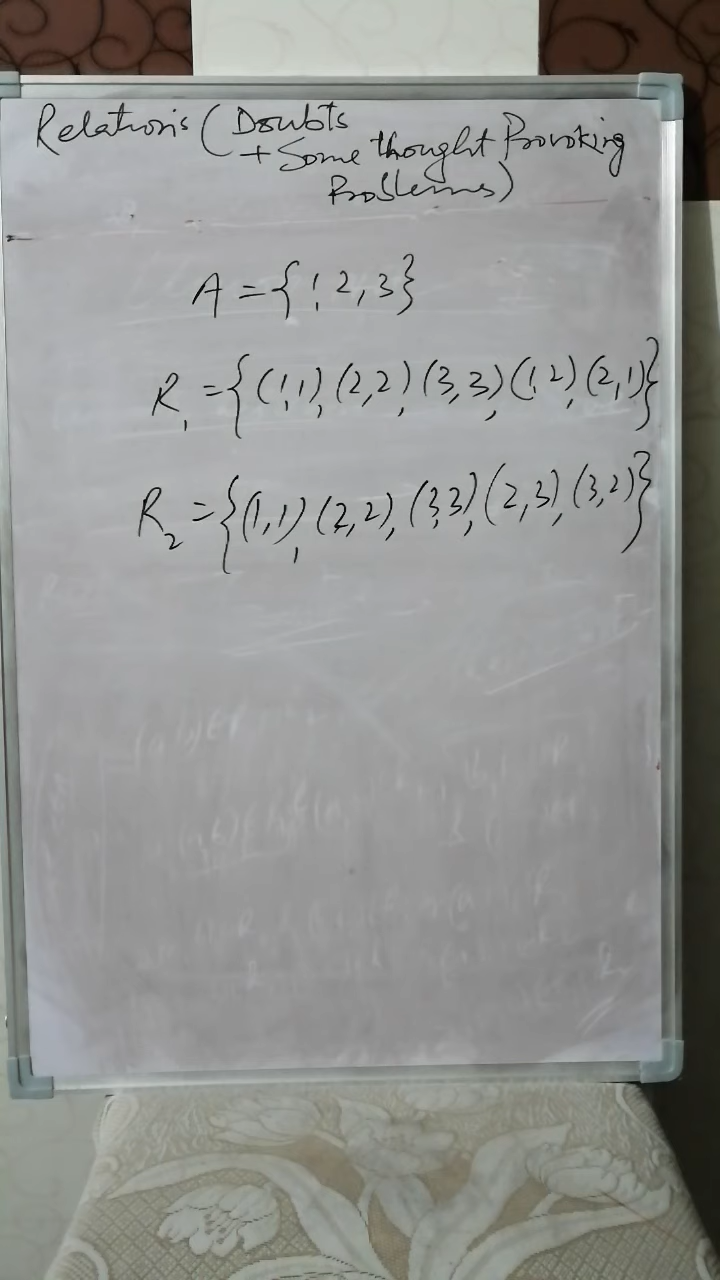 Relations (Doubts
+ Some thought Provoking
Problems)
A = {1, 2, 3}
R₁ = {(1,1), (2,2), (3,3), (1,2), (2,1)}
R₂ = {(1,1), (2,2), (3,3), (2,3), (3,2)}